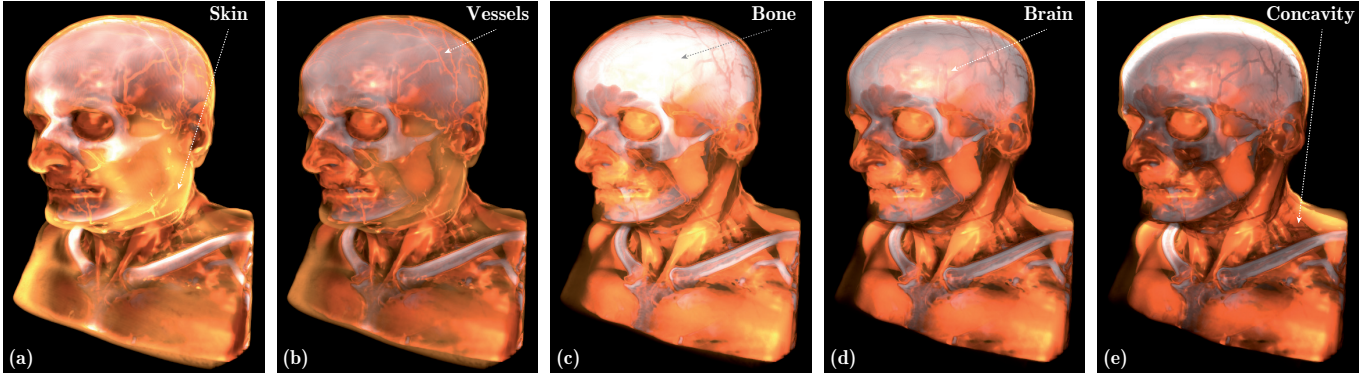 Skin
Vessels
Bone
Brain
Concavity
(a)
(b)
(c)
(d)
(e)